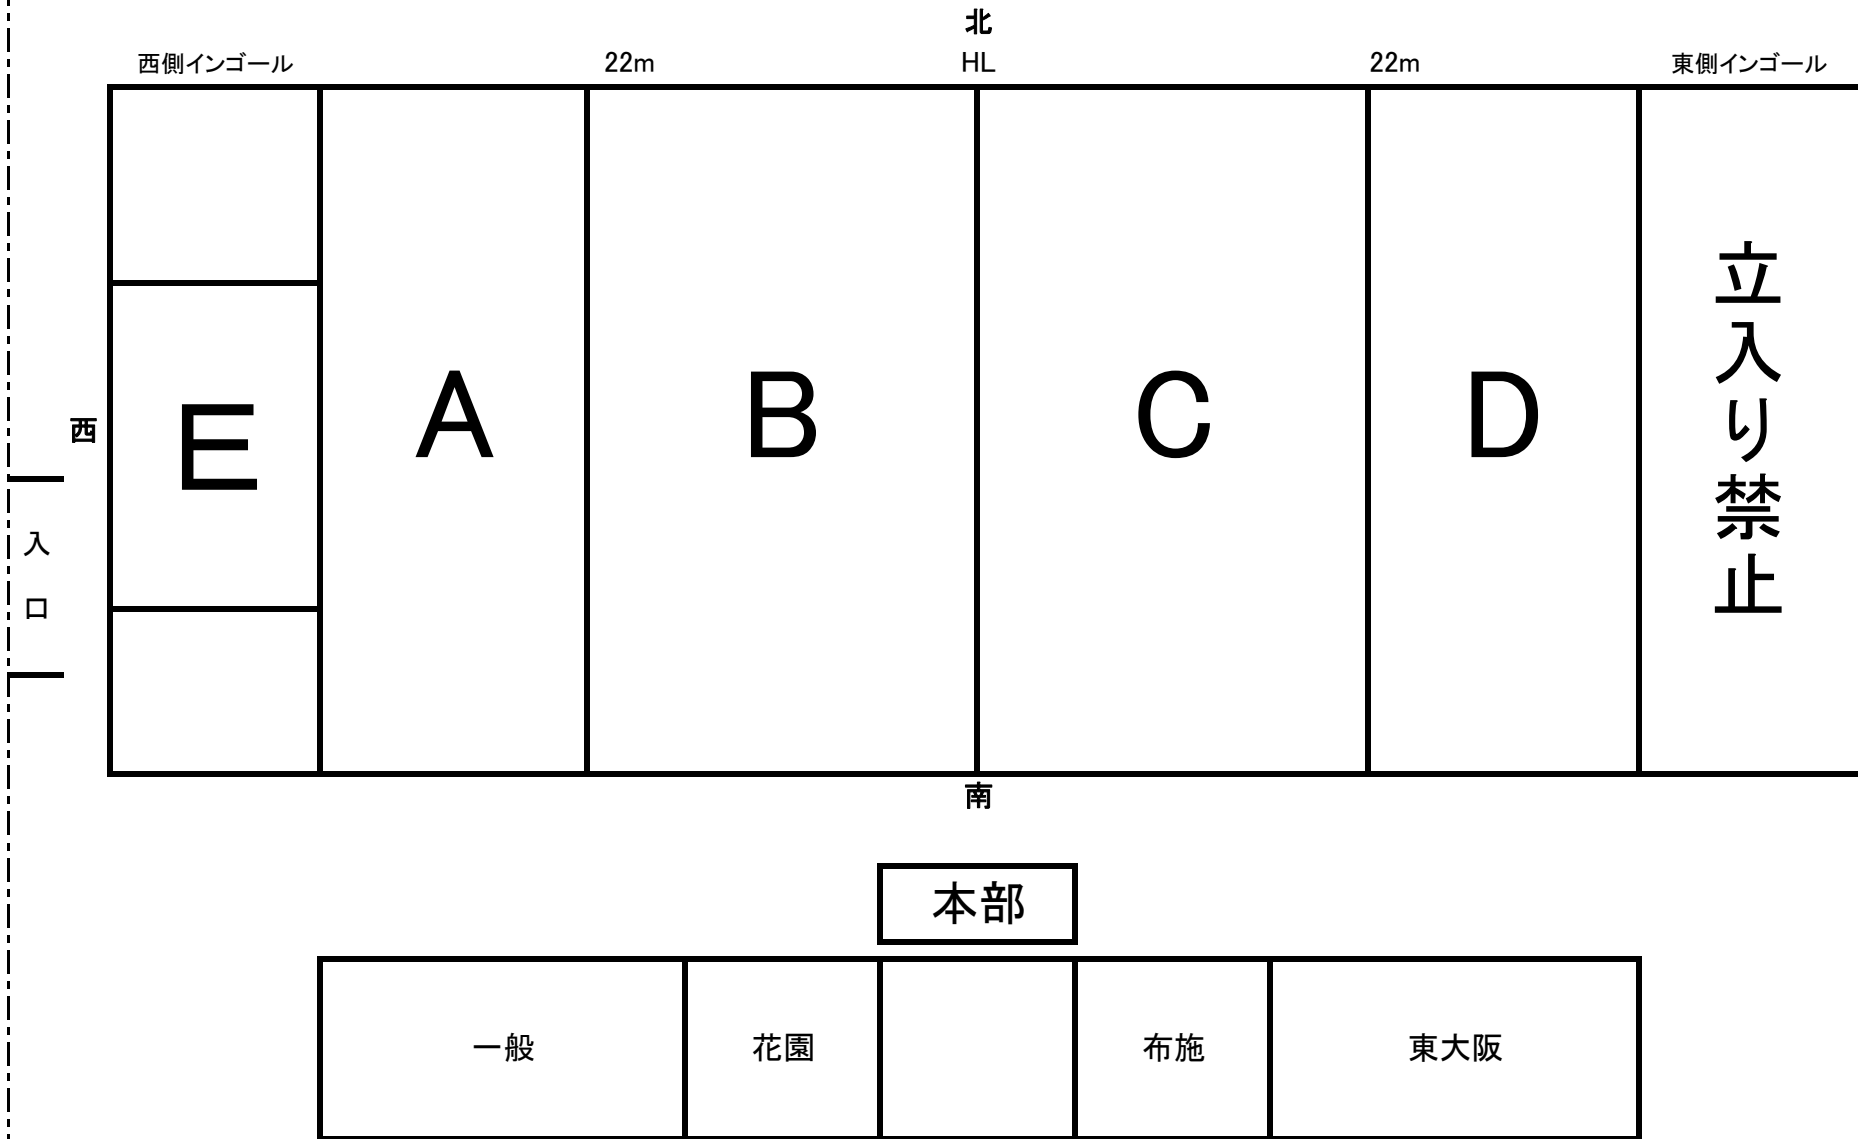 北
西側インゴール
22m
HL
22m
東側インゴール
西
E
A
B
C
D
立入り禁止
入口
南
本部
一般
花園
布施
東大阪